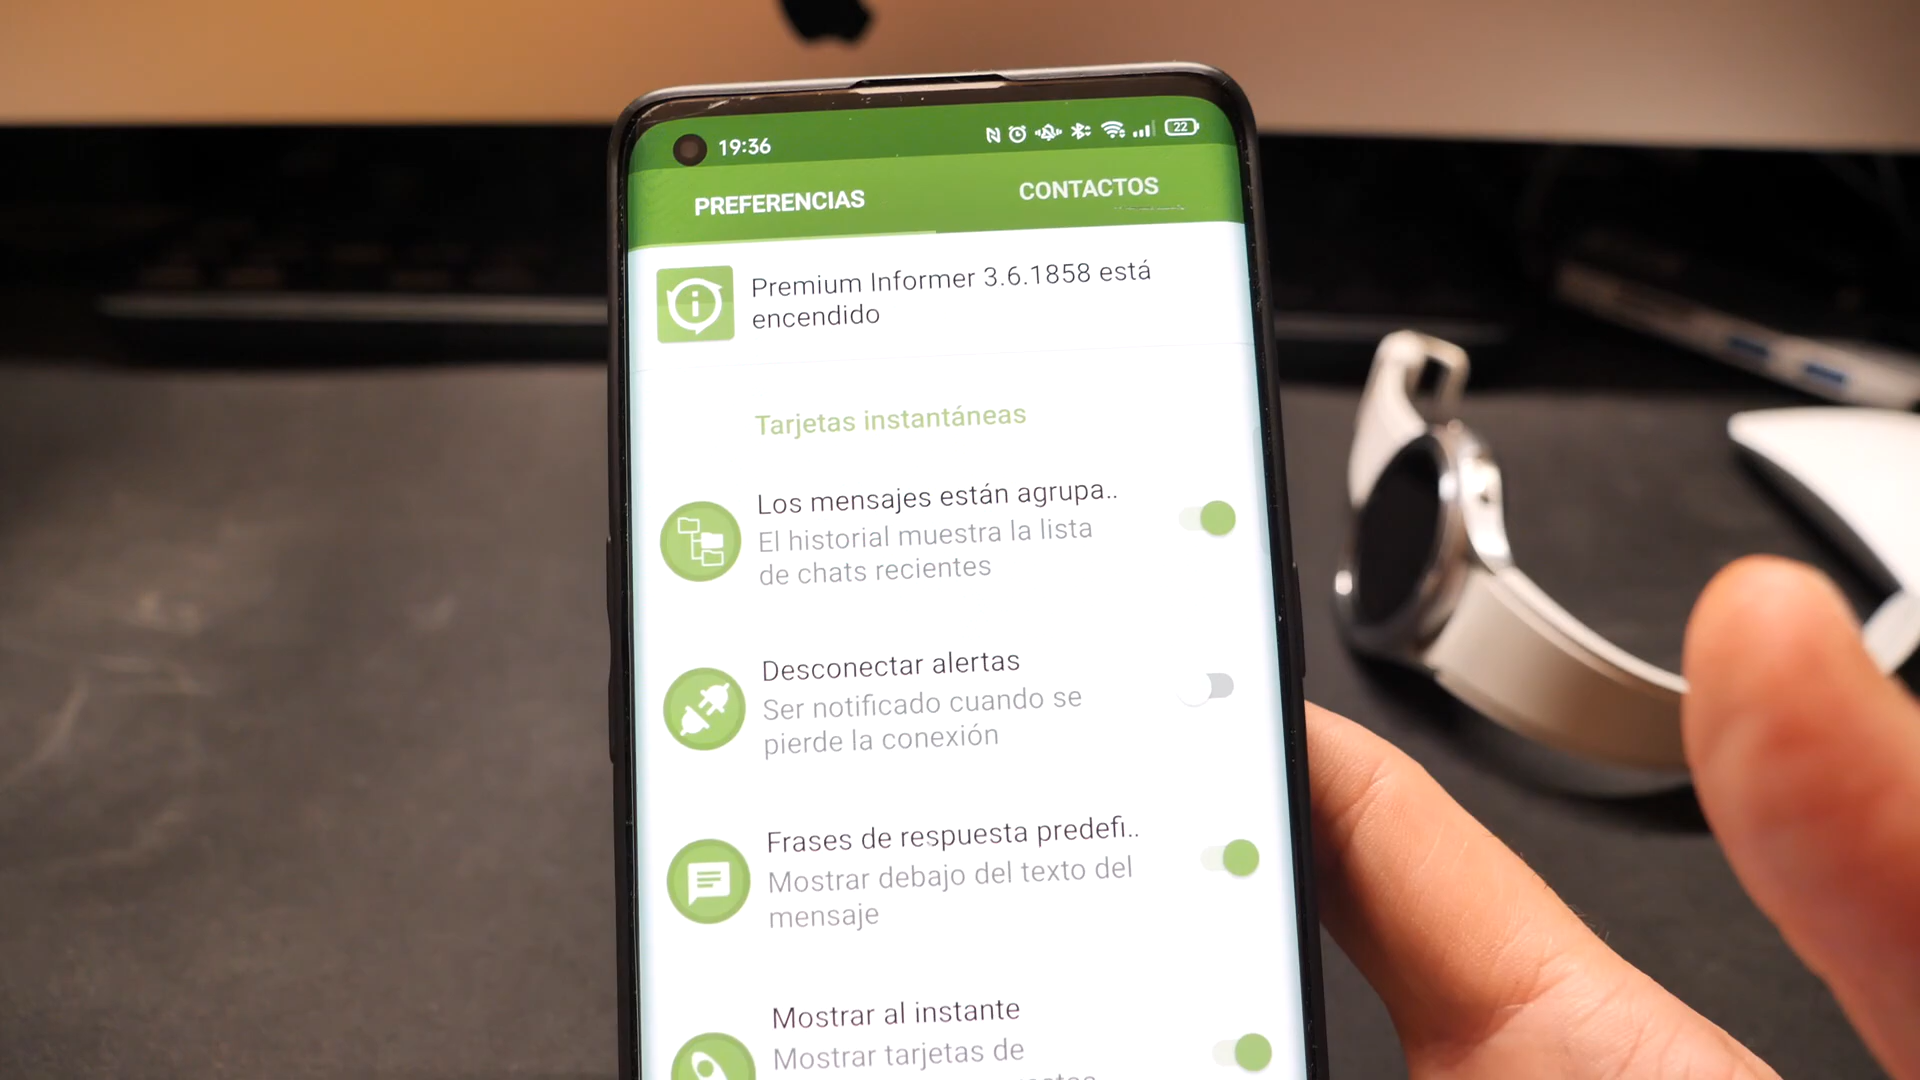 19:36
22
PREFERENCIAS
CONTACTOS
Premium Informer 3.6.1858 está
encendido
Tarjetas instantáneas
Los mensajes están agrupa..
El historial muestra la lista
de chats recientes
Desconectar alertas
Ser notificado cuando se
pierde la conexión
Frases de respuesta predefi..
Mostrar debajo del texto del
mensaje
Mostrar al instante
Mostrar tarjetas de